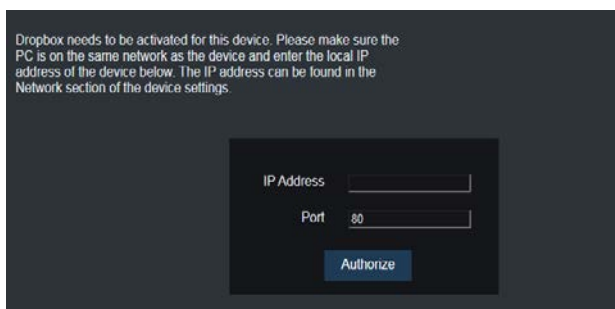 Dropbox needs to be activated for this device. Please make sure the
PC is on the same network as the device and enter the local IP
address of the device below. The IP address can be found in the
Network section of the device settings.
IP Address
Port 80
Authorize